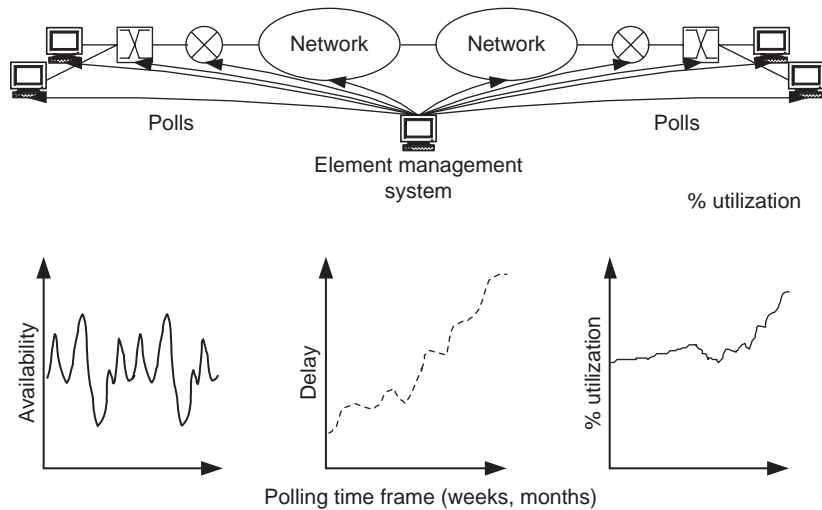 Network
Network
Polls
Polls
Element management
system
% utilization
Availability
Delay
% utilization
Polling time frame (weeks, months)